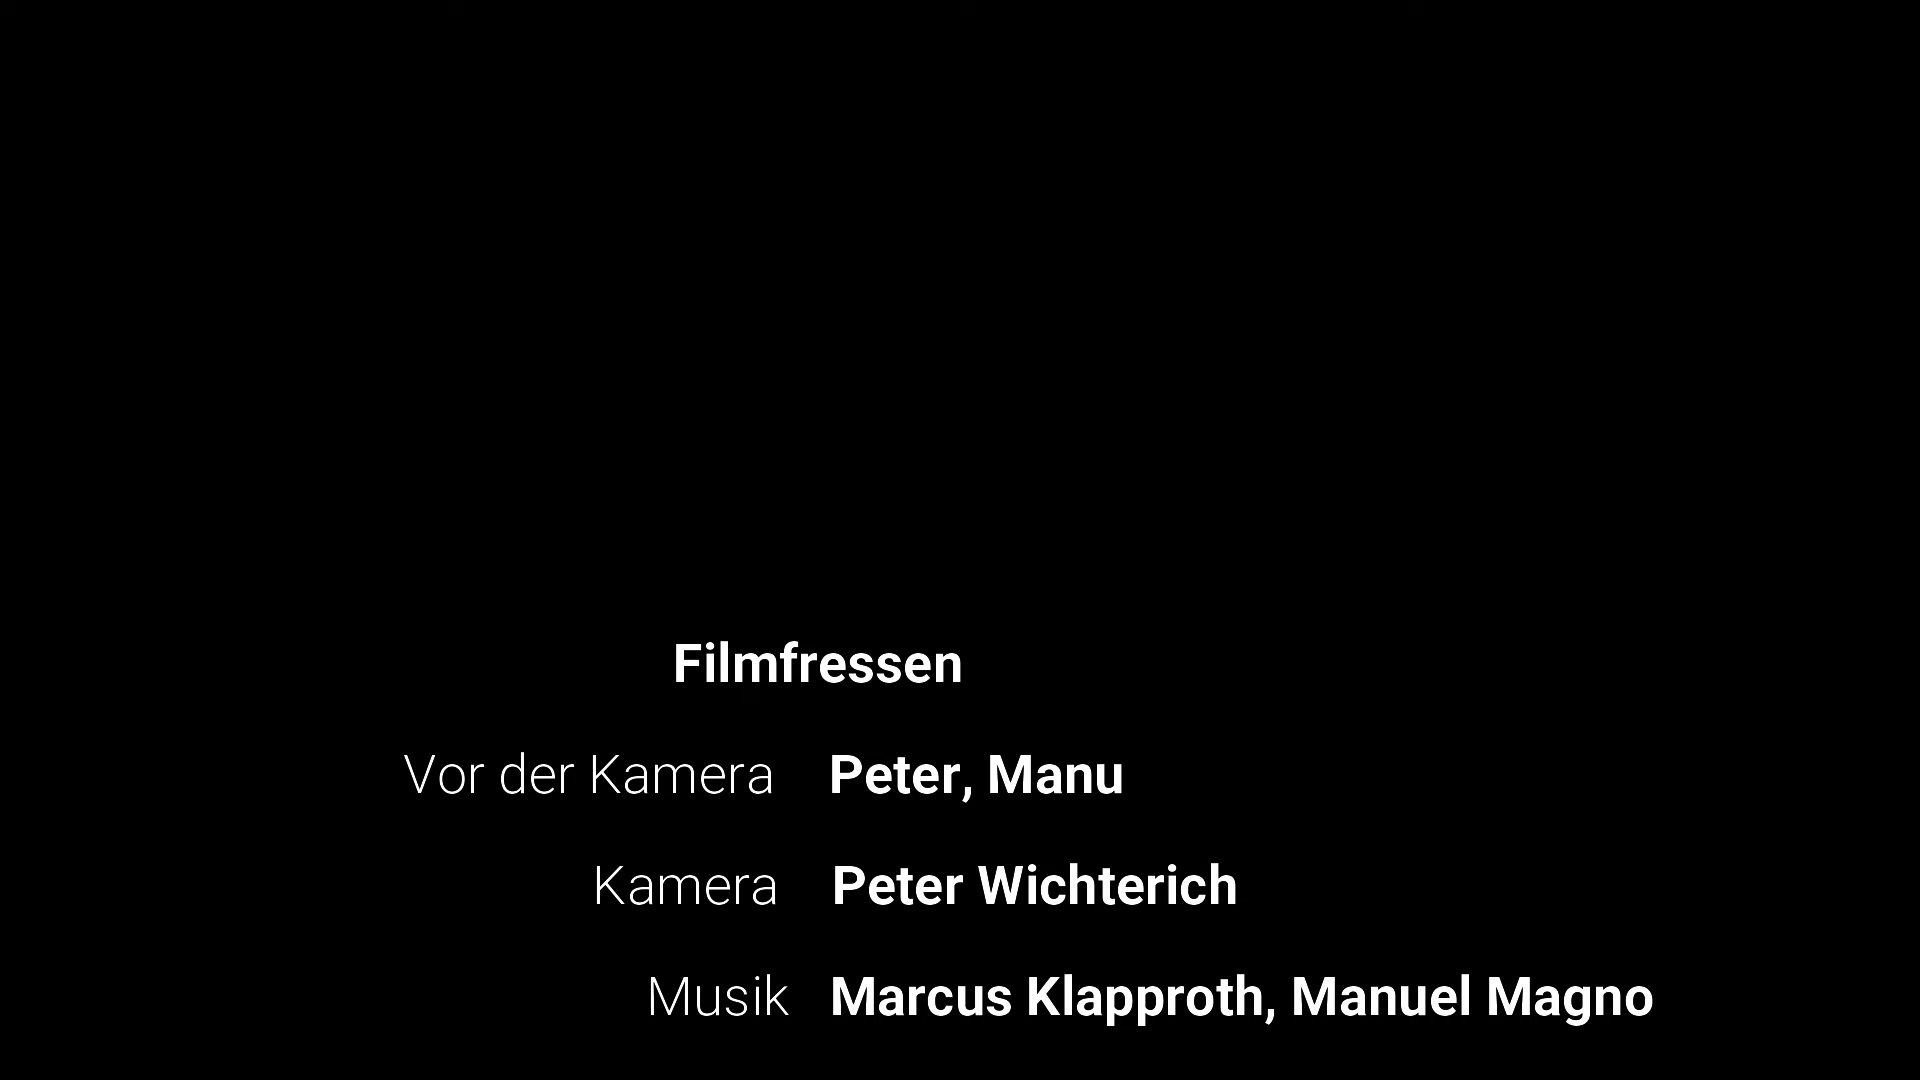 Filmfressen
Vor der Kamera Peter, Manu
Kamera Peter Wichterich
Musik Marcus Klapproth, Manuel Magno